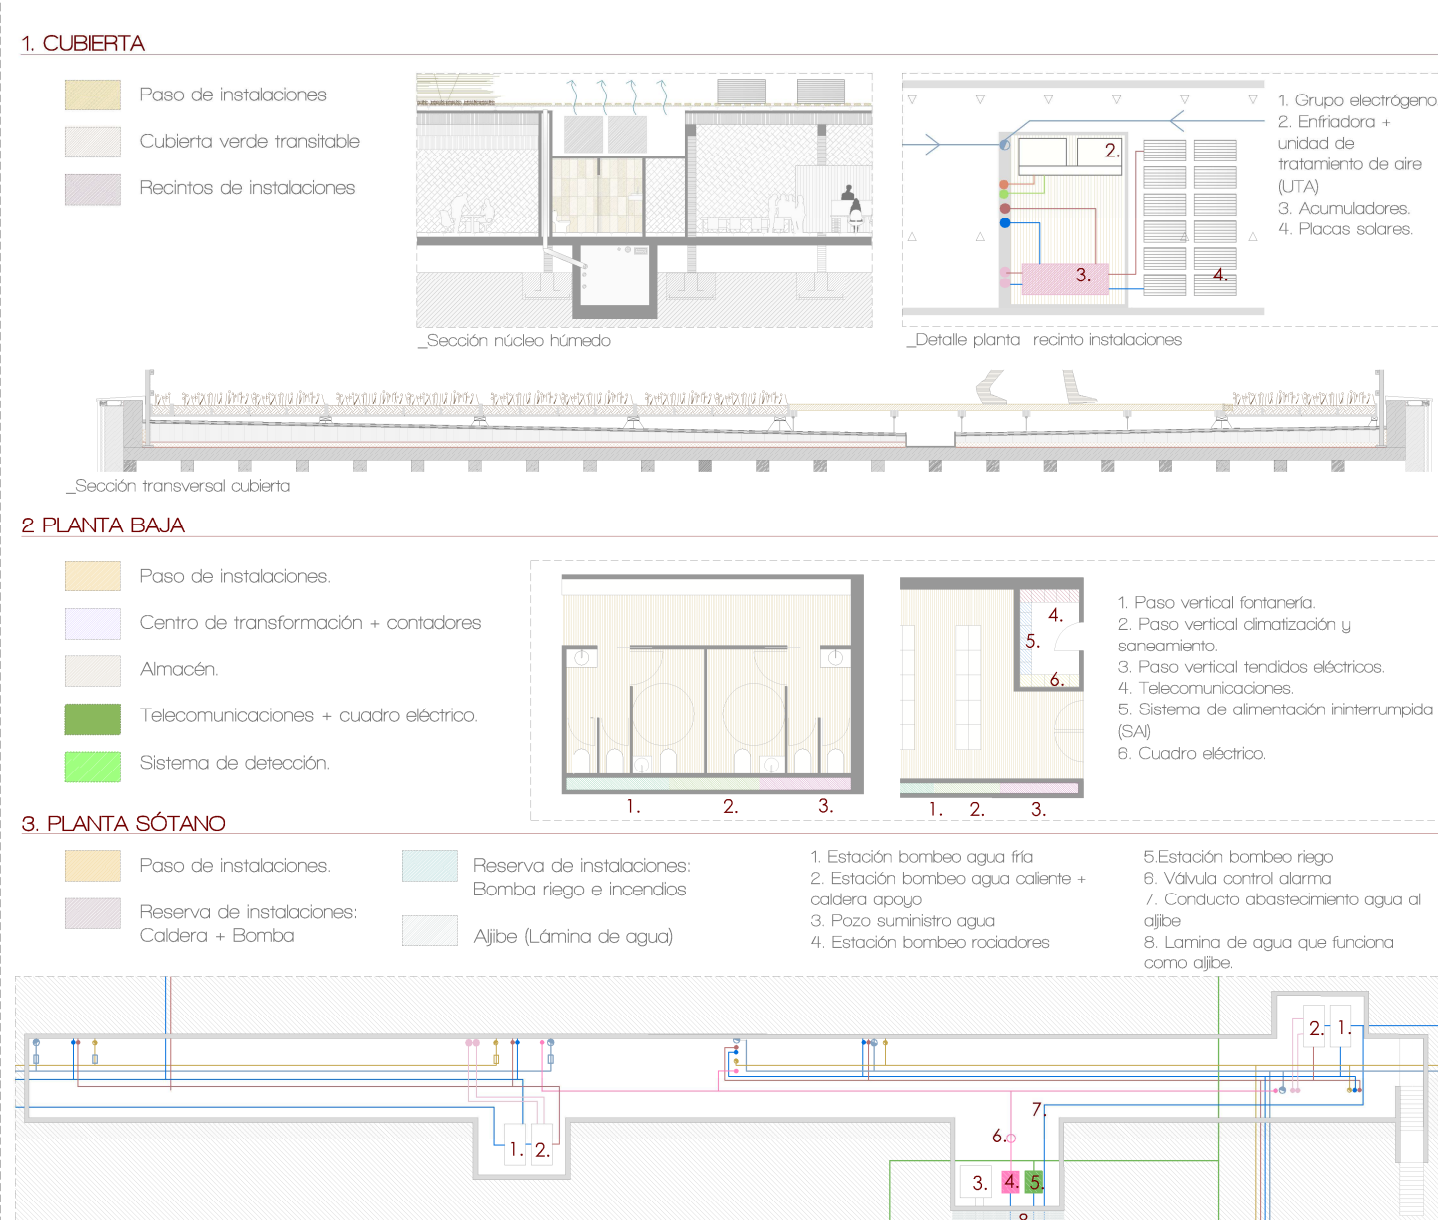 1. CUBIERTA
Paso de instalaciones
Cubierta verde transitable
Recintos de instalaciones
_Sección núcleo húmedo
2.
3.
4.
_Detalle planta recinto instalaciones
1. Grupo electrógeno
2. Enfriadora +
unidad de
tratamiento de aire
(UTA)
3. Acumuladores.
4. Placas solares.
_Sección transversal cubierta
2 PLANTA BAJA
Paso de instalaciones.
Centro de transformación + contadores
Almacén.
Telecomunicaciones + cuadro eléctrico.
Sistema de detección.
1.
2.
3.
4.
5.
6.
1.
2.
3.
1. Paso vertical fontanería.
2. Paso vertical climatización y
saneamiento.
3. Paso vertical tendidos eléctricos.
4. Telecomunicaciones.
5. Sistema de alimentación ininterrumpida
(SAI)
6. Cuadro eléctrico.
3. PLANTA SÓTANO
Paso de instalaciones.
Reserva de instalaciones:
Caldera + Bomba
Reserva de instalaciones:
Bomba riego e incendios
Aljibe (Lámina de agua)
1. Estación bombeo agua fría
2. Estación bombeo agua caliente +
caldera apoyo
3. Pozo suministro agua
4. Estación bombeo rociadores
5.Estación bombeo riego
6. Válvula control alarma
7. Conducto abastecimiento agua al
aljibe
8. Lamina de agua que funciona
como aljibe.
2.
1.
7.
6.
1.
2.
3.
4.
5.
8